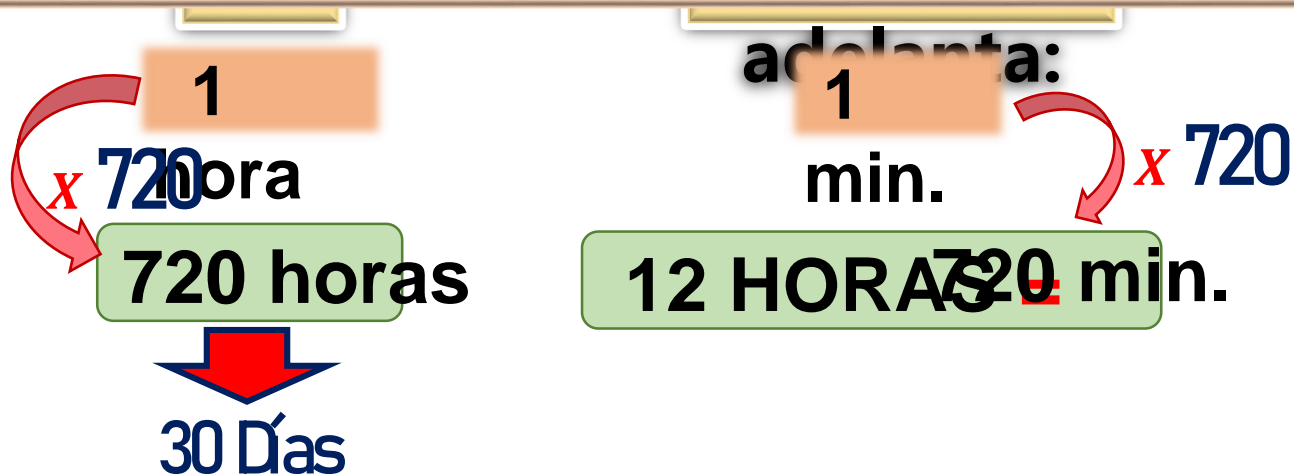 adelanta:
1
hora
x 720
720 horas
30 Días
1
min.
x 720
12 HORAS = 720 min.